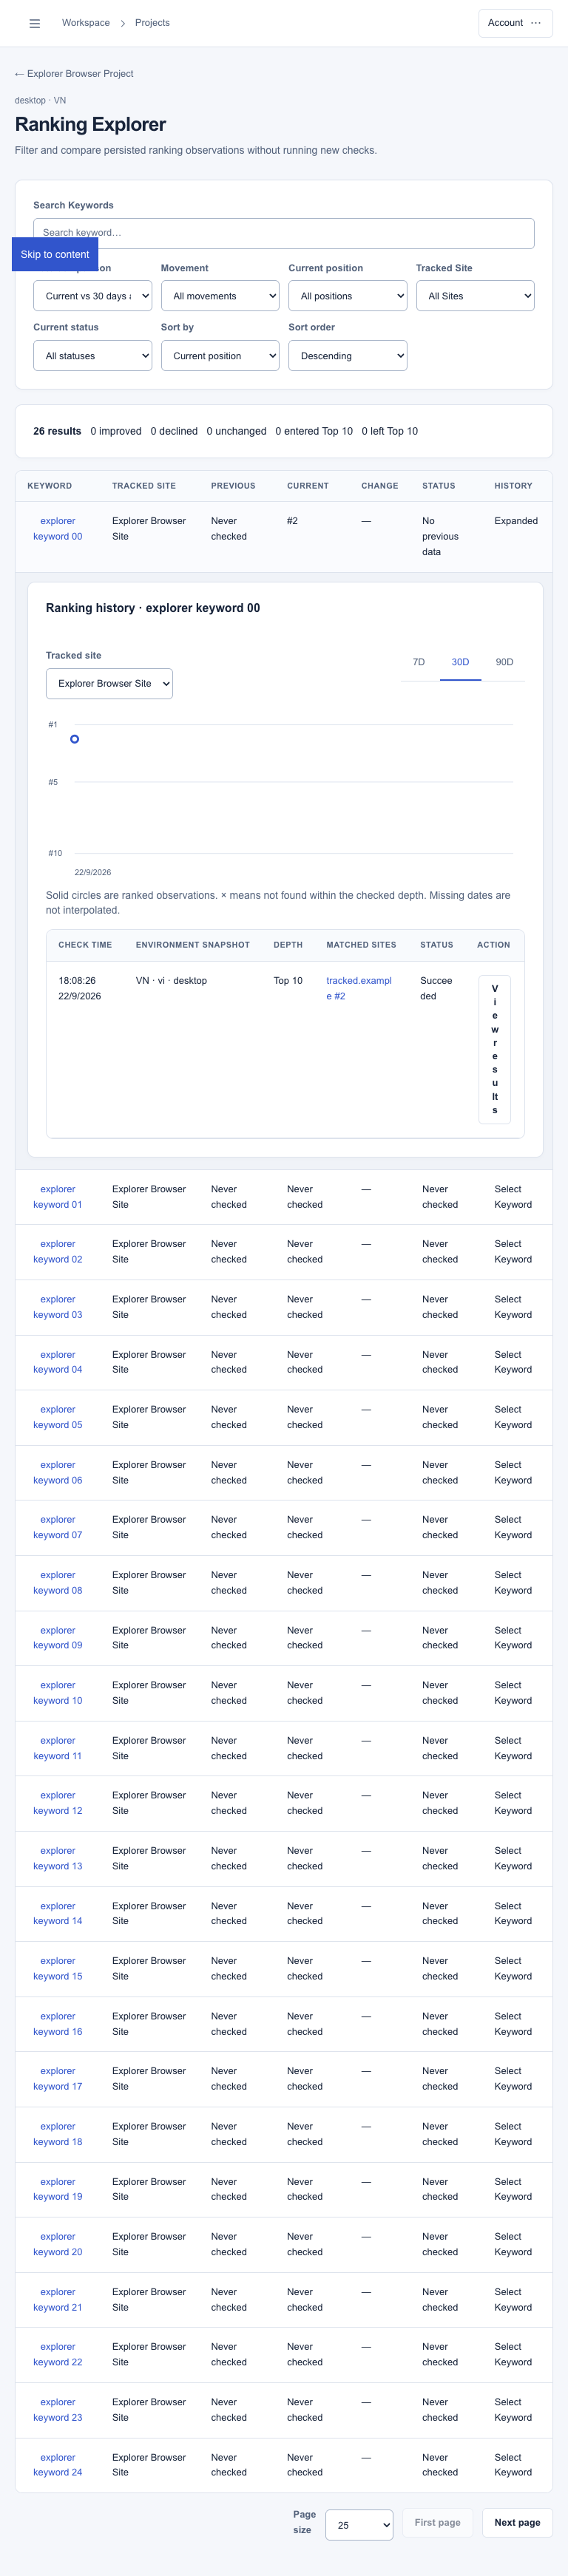 Workspace
Projects
Account ···
← Explorer Browser Project
desktop · VN
Ranking Explorer
Filter and compare persisted ranking observations without running new checks.
Search Keywords
Search keyword...
Skip to content
on
Movement
Current position
Tracked Site
Current vs 30 days
All movements
All positions
All Sites
Current status
Sort by
Sort order
All statuses
Current position
Descending
26 results 0 improved 0 declined 0 unchanged 0 entered Top 10 0 left Top 10
KEYWORD TRACKED SITE PREVIOUS CURRENT CHANGE STATUS HISTORY
explorer Explorer Browser Never #2 — No Expanded
keyword 00 Site checked previous
data
Ranking history · explorer keyword 00
Tracked site
7D 30D 90D
Explorer Browser Site
#1
#5
#10
22/9/2026
Solid circles are ranked observations. × means not found within the checked depth. Missing dates are
not interpolated.
CHECK TIME ENVIRONMENT SNAPSHOT DEPTH MATCHED SITES STATUS ACTION
18:08:26 VN · vi · desktop Top 10 tracked.exampl Succee V
22/9/2026 e #2 ded i
e
w
r
e
s
u
lt
s
explorer Explorer Browser Never Never — Never Select
keyword 01 Site checked checked checked Keyword
explorer Explorer Browser Never Never — Never Select
keyword 02 Site checked checked checked Keyword
explorer Explorer Browser Never Never — Never Select
keyword 03 Site checked checked checked Keyword
explorer Explorer Browser Never Never — Never Select
keyword 04 Site checked checked checked Keyword
explorer Explorer Browser Never Never — Never Select
keyword 05 Site checked checked checked Keyword
explorer Explorer Browser Never Never — Never Select
keyword 06 Site checked checked checked Keyword
explorer Explorer Browser Never Never — Never Select
keyword 07 Site checked checked checked Keyword
explorer Explorer Browser Never Never — Never Select
keyword 08 Site checked checked checked Keyword
explorer Explorer Browser Never Never — Never Select
keyword 09 Site checked checked checked Keyword
explorer Explorer Browser Never Never — Never Select
keyword 10 Site checked checked checked Keyword
explorer Explorer Browser Never Never — Never Select
keyword 11 Site checked checked checked Keyword
explorer Explorer Browser Never Never — Never Select
keyword 12 Site checked checked checked Keyword
explorer Explorer Browser Never Never — Never Select
keyword 13 Site checked checked checked Keyword
explorer Explorer Browser Never Never — Never Select
keyword 14 Site checked checked checked Keyword
explorer Explorer Browser Never Never — Never Select
keyword 15 Site checked checked checked Keyword
explorer Explorer Browser Never Never — Never Select
keyword 16 Site checked checked checked Keyword
explorer Explorer Browser Never Never — Never Select
keyword 17 Site checked checked checked Keyword
explorer Explorer Browser Never Never — Never Select
keyword 18 Site checked checked checked Keyword
explorer Explorer Browser Never Never — Never Select
keyword 19 Site checked checked checked Keyword
explorer Explorer Browser Never Never — Never Select
keyword 20 Site checked checked checked Keyword
explorer Explorer Browser Never Never — Never Select
keyword 21 Site checked checked checked Keyword
explorer Explorer Browser Never Never — Never Select
keyword 22 Site checked checked checked Keyword
explorer Explorer Browser Never Never — Never Select
keyword 23 Site checked checked checked Keyword
explorer Explorer Browser Never Never — Never Select
keyword 24 Site checked checked checked Keyword
Page
size
25
First page
Next page